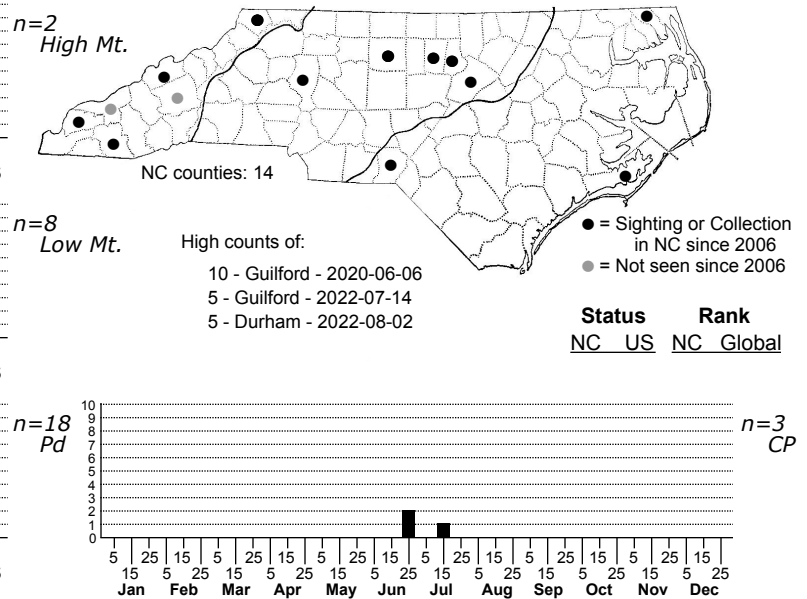 n=2
High Mt.
NC counties: 14
n=8
Low Mt.
High counts of:
10 - Guilford - 2020-06-06
5 - Guilford - 2022-07-14
5 - Durham - 2022-08-02
= Sighting or Collection
in NC since 2006
= Not seen since 2006
Status Rank
NC US NC Global
n=18
Pd
n=3
CP
10
9
8
7
6
5
4
3
2
1
0
5 25 15 5 25 15 5 25 15 5 25 15 5 25 15 5 25 15
15 5 25 15 5 25 15 5 25 15 5 25 15 5 25 15 5 25
Jan Feb Mar Apr May Jun Jul Aug Sep Oct Nov Dec